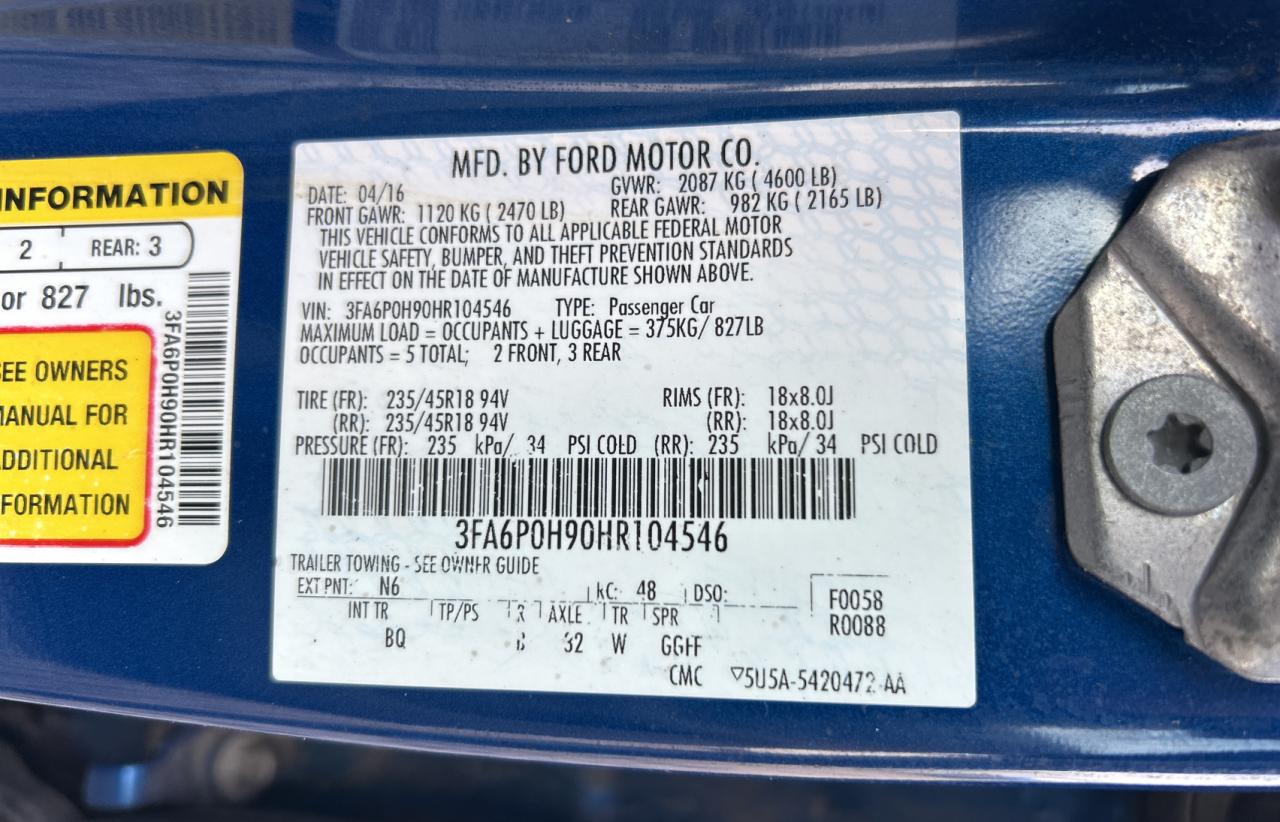 INFORMATION
2 REAR: 3
or 827 lbs.
SEE OWNERS
MANUAL FOR
ADDITIONAL
INFORMATION
3FA6P0H90HR104546
MFD. BY FORD MOTOR CO.
DATE: 04/16 GVWR: 2087 KG ( 4600 LB)
FRONT GAWR: 1120 KG ( 2470 LB) REAR GAWR: 982 KG ( 2165 LB)
THIS VEHICLE CONFORMS TO ALL APPLICABLE FEDERAL MOTOR
VEHICLE SAFETY, BUMPER, AND THEFT PREVENTION STANDARDS
IN EFFECT ON THE DATE OF MANUFACTURE SHOWN ABOVE.
VIN: 3FA6P0H90HR104546 TYPE: Passenger Car
MAXIMUM LOAD = OCCUPANTS + LUGGAGE = 375KG/ 827LB
OCCUPANTS = 5 TOTAL; 2 FRONT, 3 REAR
TIRE (FR): 235/45R18 94V RIMS (FR): 18x8.0J
(RR): 235/45R18 94V (RR): 18x8.0J
PRESSURE (FR): 235 kPa/ 34 PSI COLD (RR): 235 kPa/ 34 PSI COLD
3FA6P0H90HR104546
TRAILER TOWING - SEE OWNER GUIDE
EXT PNT: N6 RC: 48 DSO: F0058
INT TR TP/PS R AXLE TR SPR R0088
BQ 32 W GGFF
CMC ▽5U5A-5420472-AA